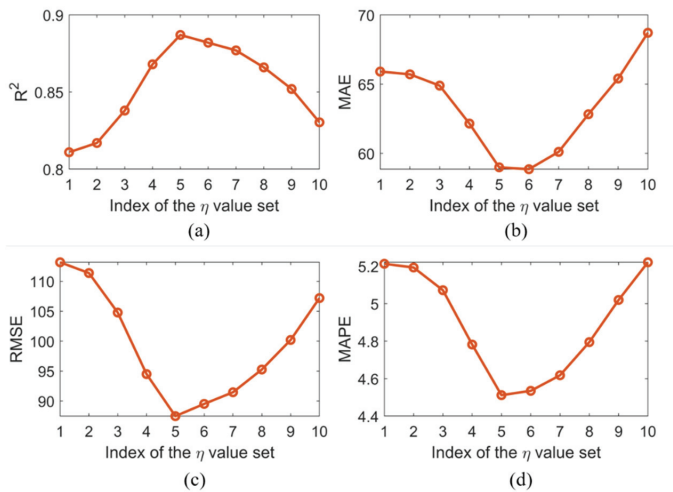 0.9
0.85
0.8
R²
1 2 3 4 5 6 7 8 9 10
Index of the η value set
(a)
70
65
60
MAE
1 2 3 4 5 6 7 8 9 10
Index of the η value set
(b)
110
105
100
95
90
RMSE
1 2 3 4 5 6 7 8 9 10
Index of the η value set
(c)
5.2
5
4.8
4.6
4.4
MAPE
1 2 3 4 5 6 7 8 9 10
Index of the η value set
(d)